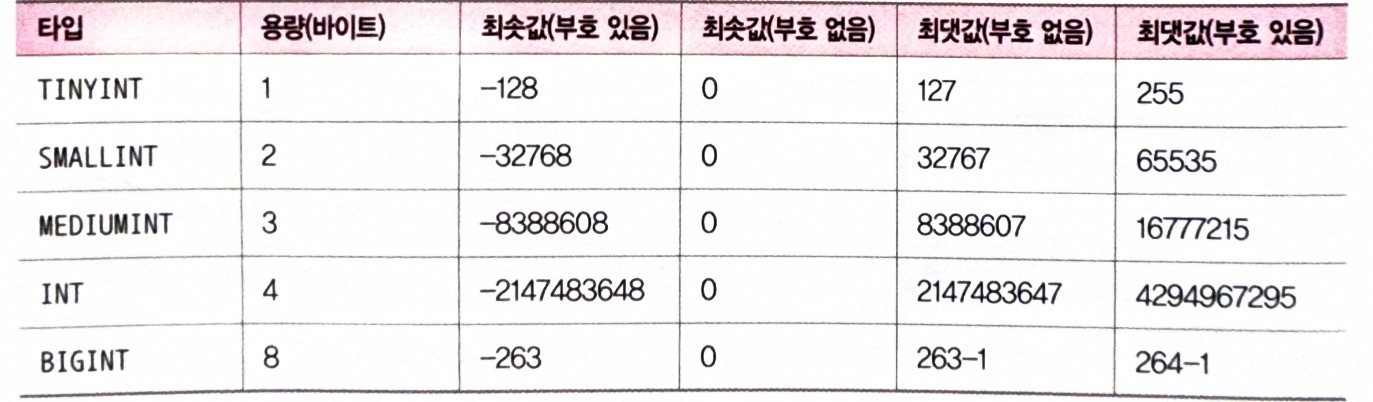 타입 용량(바이트) 최솟값(부호 있음) 최솟값(부호 없음) 최댓값(부호 없음) 최댓값(부호 있음)
TINYINT 1 –128 0 127 255
SMALLINT 2 –32768 0 32767 65535
MEDIUMINT 3 –8388608 0 8388607 16777215
INT 4 –2147483648 0 2147483647 4294967295
BIGINT 8 –263 0 263–1 264–1